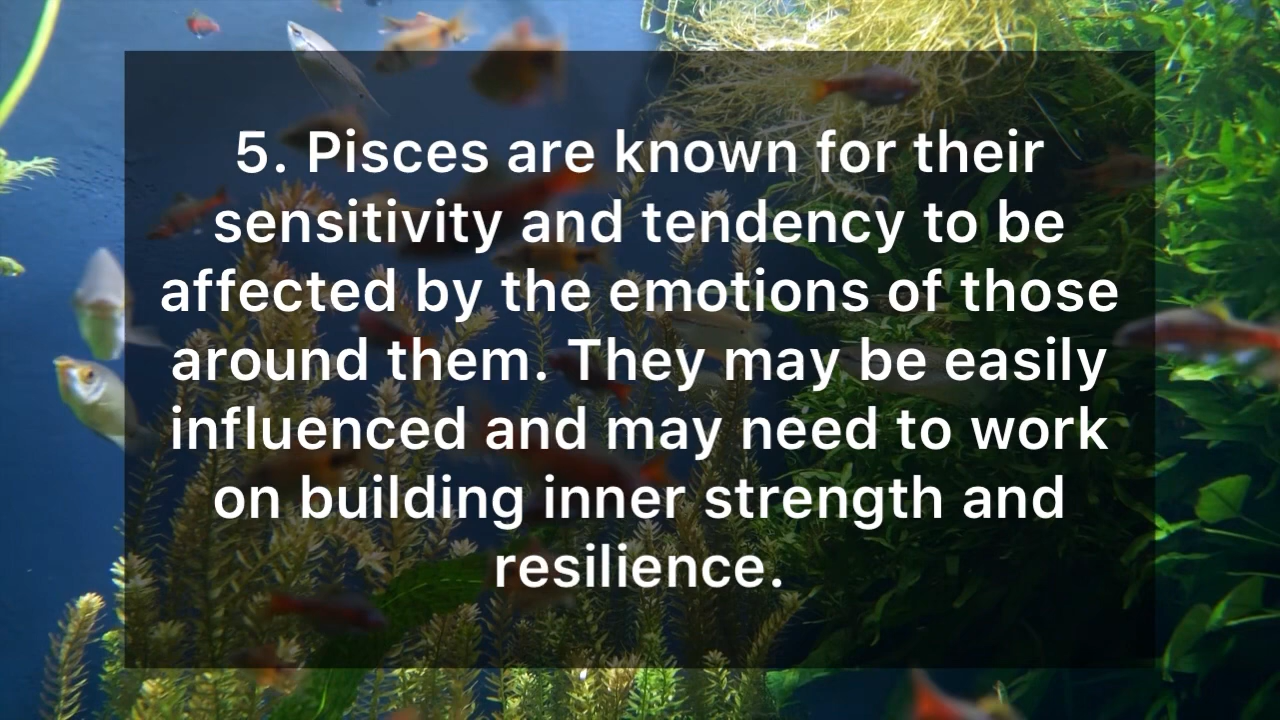 5. Pisces are known for their
sensitivity and tendency to be
affected by the emotions of those
around them. They may be easily
influenced and may need to work
on building inner strength and
resilience.